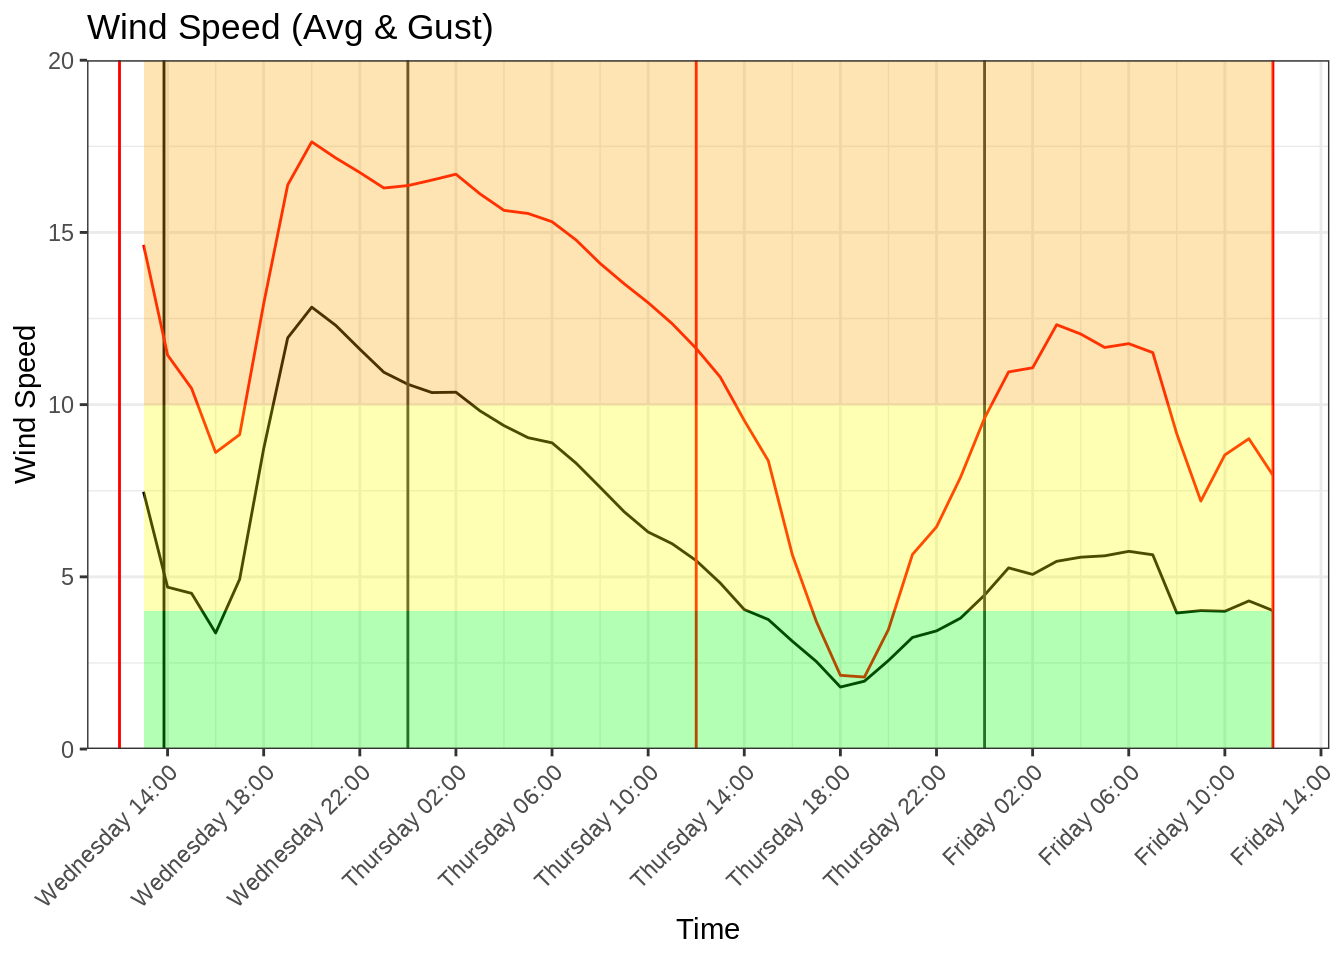 Wind Speed (Avg & Gust)
20
15
10
5
0
Wind Speed
Wednesday 14:00
Wednesday 18:00
Wednesday 22:00
Thursday 02:00
Thursday 06:00
Thursday 10:00
Thursday 14:00
Thursday 18:00
Thursday 22:00
Friday 02:00
Friday 06:00
Friday 10:00
Friday 14:00
Time